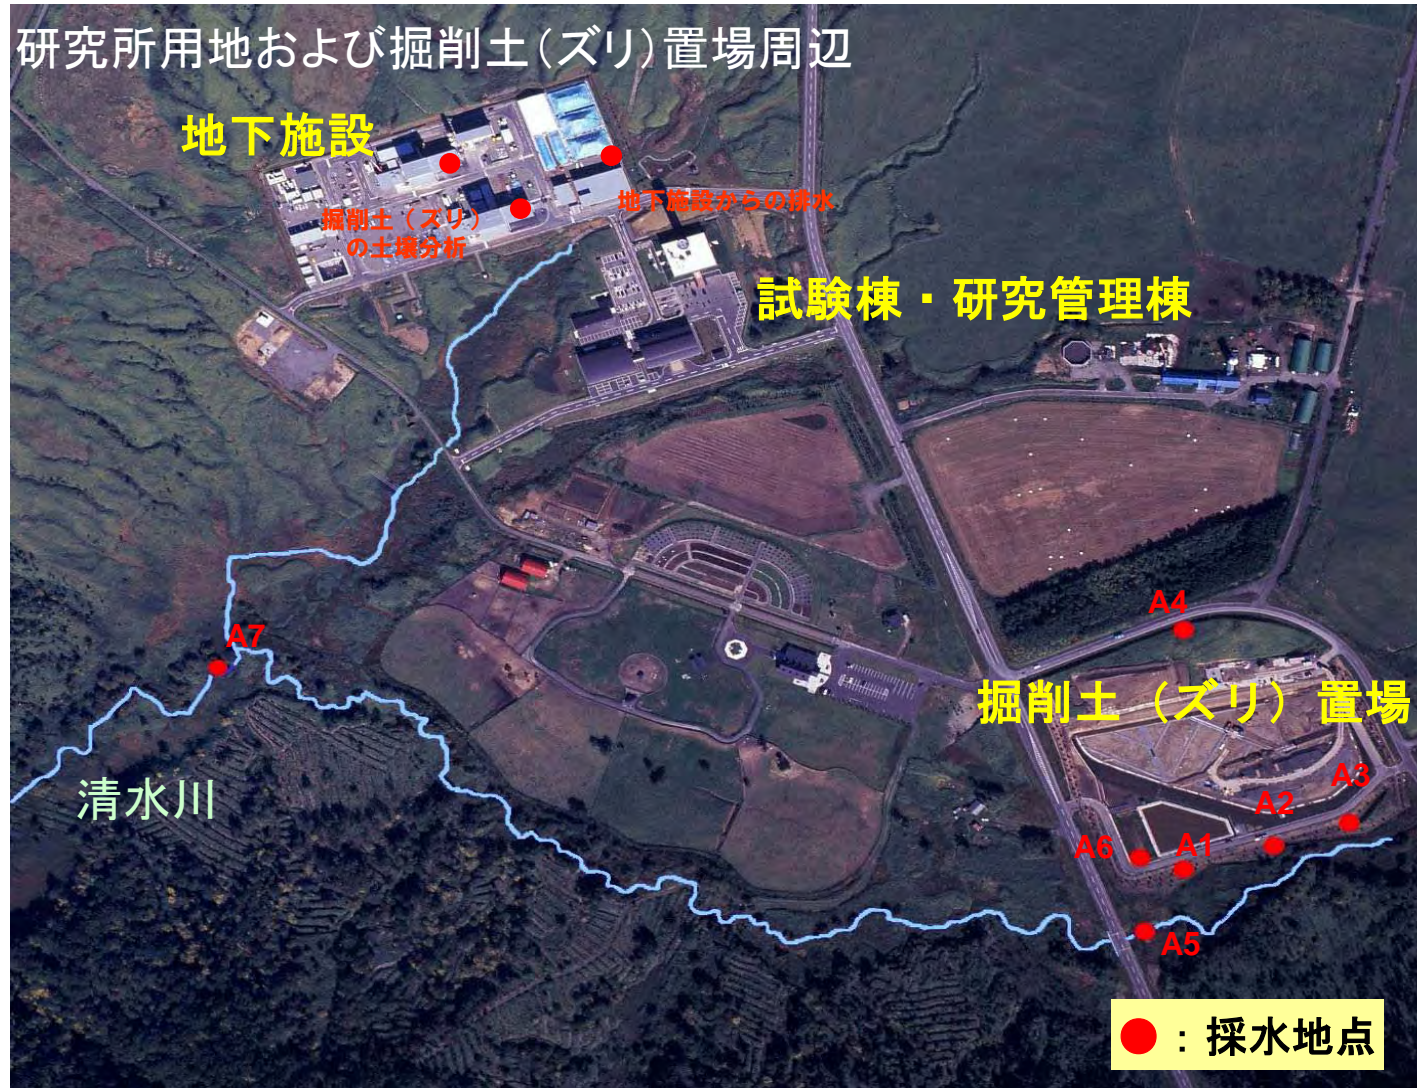 研究所用地および掘削土（ズリ）置場周辺
地下施設
地下施設からの排水
掘削土（ズリ）
の土壌分析
試験棟・研究管理棟
A4
A7
掘削土（ズリ）置場
清水川
A3
A2
A1
A6
A5
：採水地点